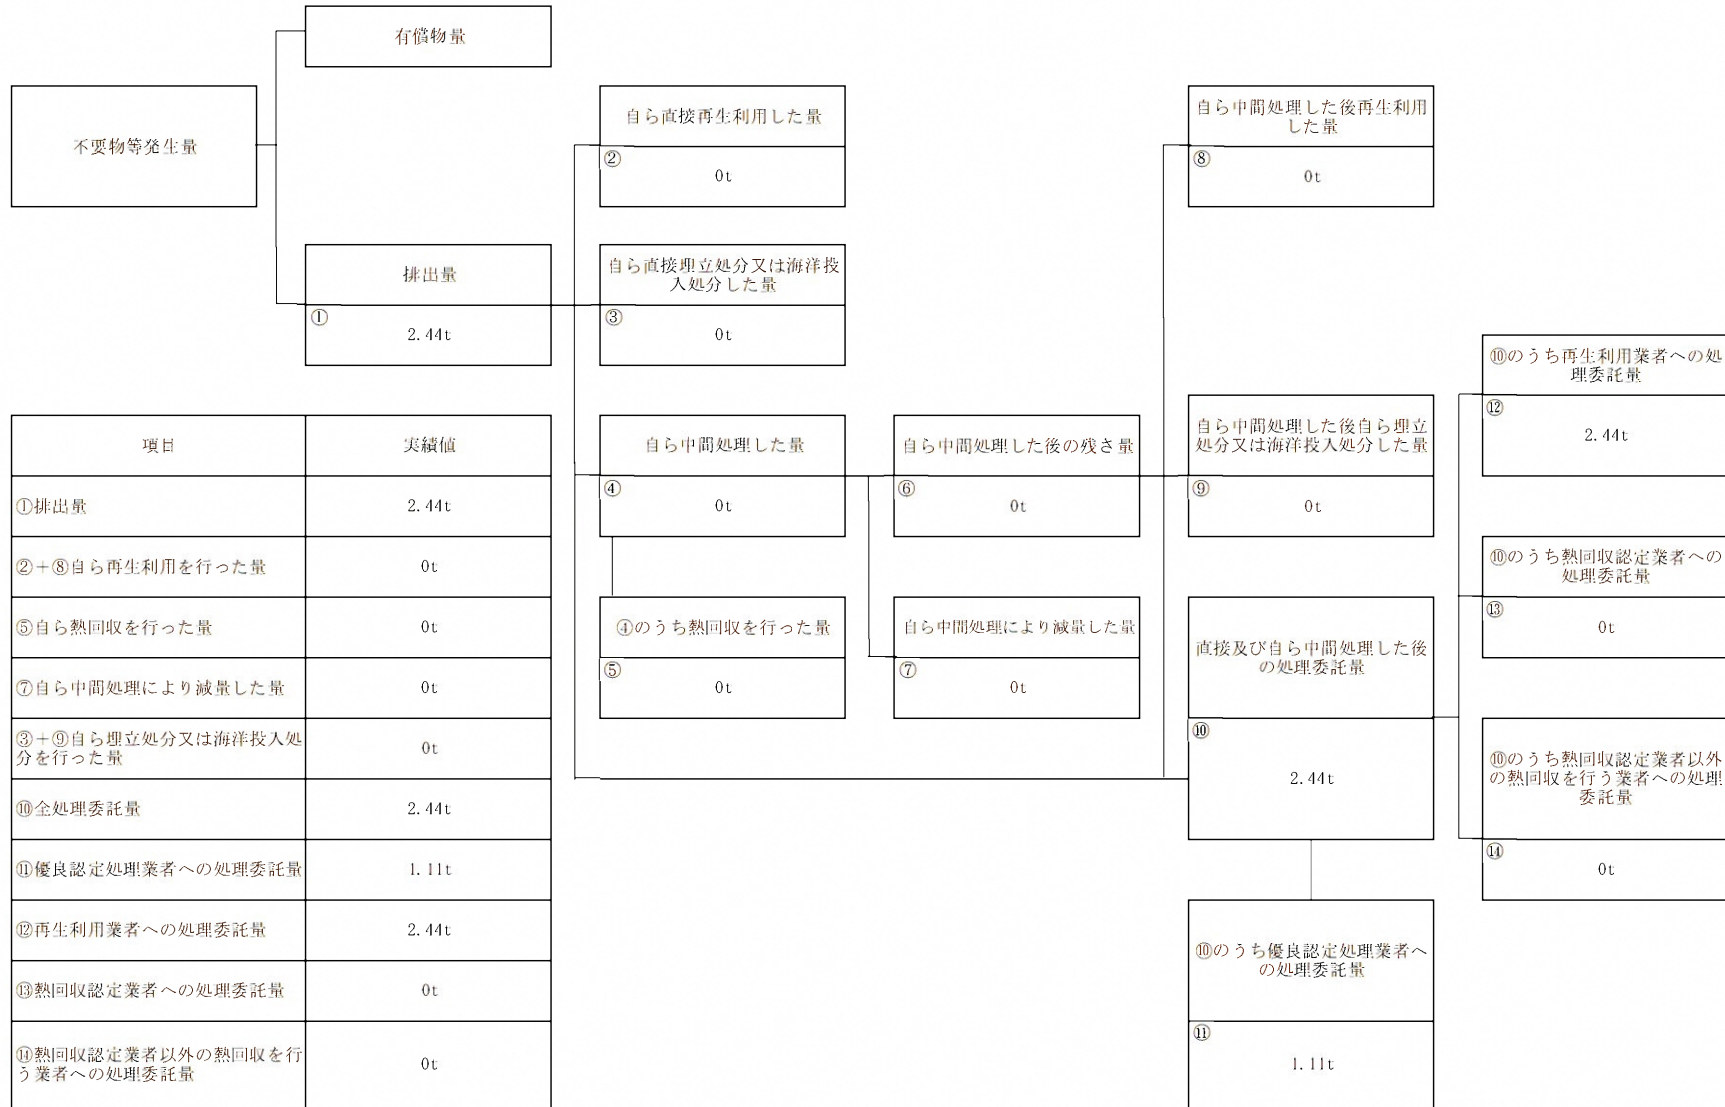 有償物量
不要物等発生量
自ら直接再生利用した量
②
0t
自ら中間処理した後再生利用
した量
⑧
0t
排出量
①
2.44t
自ら直接埋立処分又は海洋投
入処分した量
③
0t
⑩のうち再生利用業者への処
理委託量
⑫
2.44t
自ら中間処理した量
④
0t
自ら中間処理した後の残さ量
⑥
0t
自ら中間処理した後自ら埋立
処分又は海洋投入処分した量
⑨
0t
⑩のうち熱回収認定業者への
処理委託量
⑬
0t
④のうち熱回収を行った量
⑤
0t
自ら中間処理により減量した量
⑦
0t
直接及び自ら中間処理した後
の処理委託量
⑩
2.44t
⑩のうち熱回収認定業者以外
の熱回収を行う業者への処理
委託量
⑭
0t
⑩のうち優良認定処理業者へ
の処理委託量
⑪
1.11t
項目 実績値
①排出量 2.44t
②+⑧自ら再生利用を行った量 0t
⑤自ら熱回収を行った量 0t
⑦自ら中間処理により減量した量 0t
③+⑨自ら埋立処分又は海洋投入処
分を行った量 0t
⑩全処理委託量 2.44t
⑪優良認定処理業者への処理委託量 1.11t
⑫再生利用業者への処理委託量 2.44t
⑬熱回収認定業者への処理委託量 0t
⑭熱回収認定業者以外の熱回収を行
う業者への処理委託量 0t